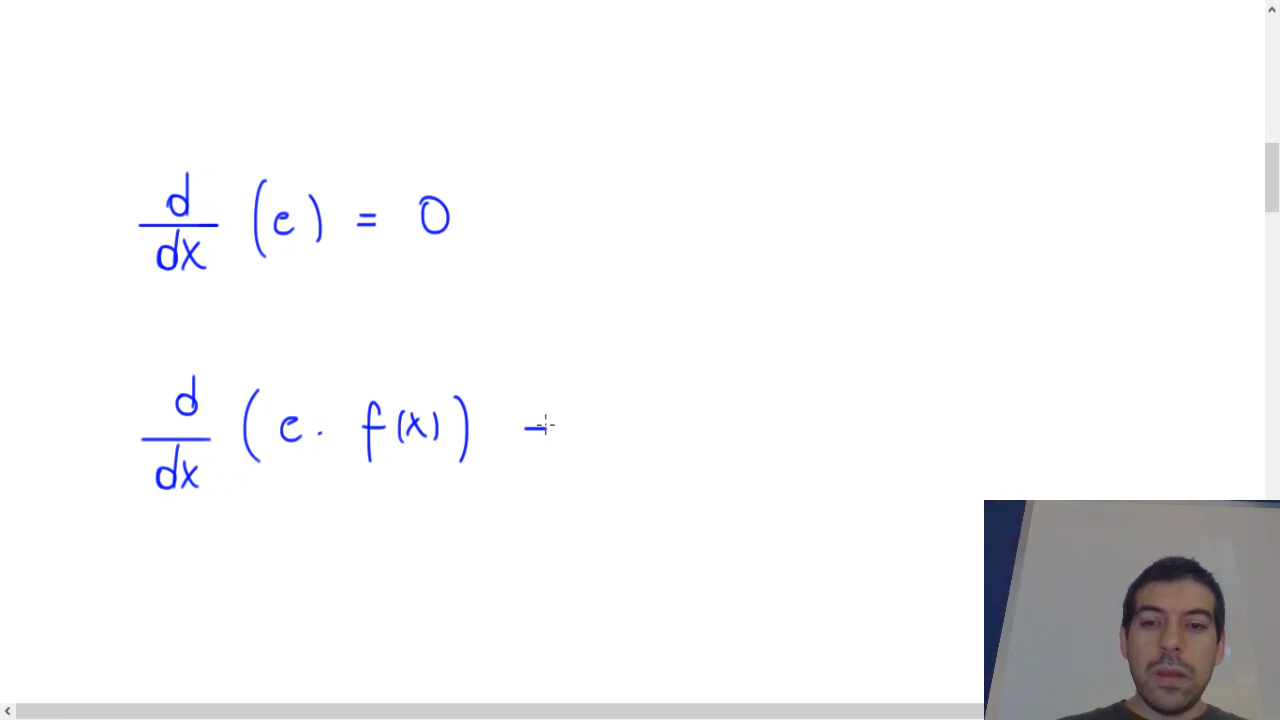 d/dx (e) = 0
d/dx (e · f(x))